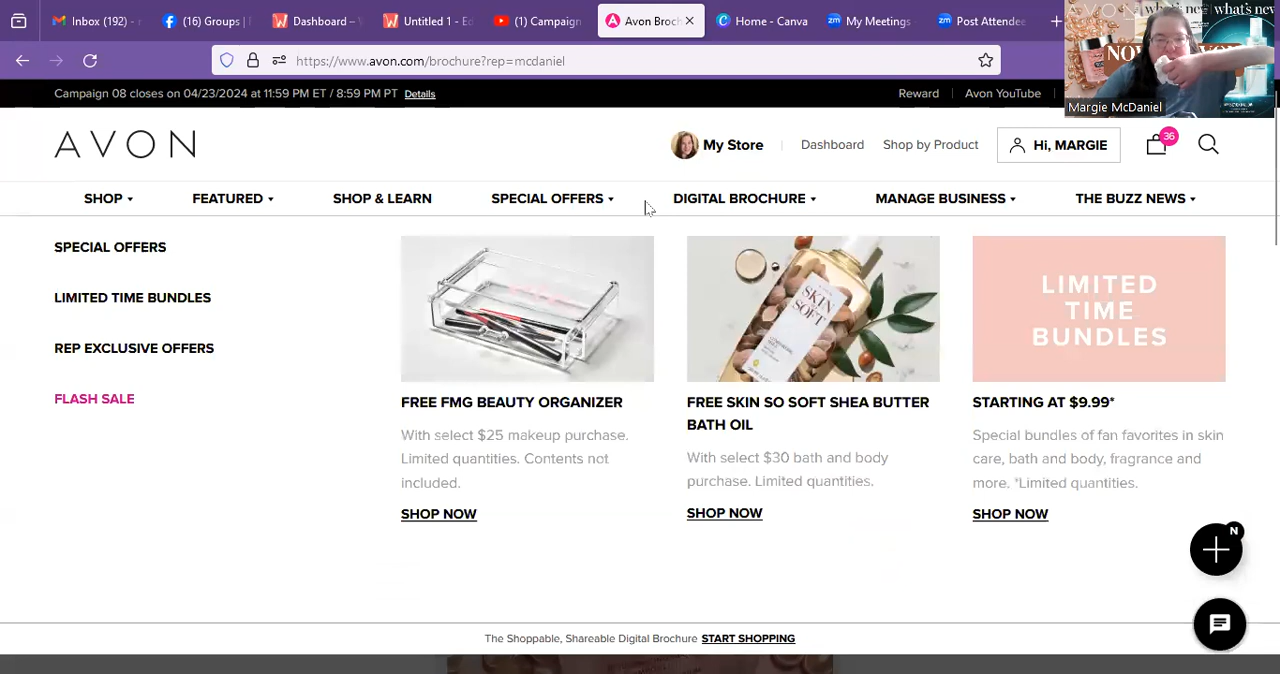 Inbox (192) -
(16) Groups |
Dashboard -
Untitled 1 - Ed
(1) Campaign
Avon Broch
Home - Canva
My Meetings
Post Attendee
https://www.avon.com/brochure?rep=mcdaniel
what's new
what's new
Margie McDaniel
Campaign 08 closes on 04/23/2024 at 11:59 PM ET / 8:59 PM PT Details
Reward
Avon YouTube
AVON
My Store
Dashboard
Shop by Product
Hi, MARGIE
36
SHOP
FEATURED
SHOP & LEARN
SPECIAL OFFERS
DIGITAL BROCHURE
MANAGE BUSINESS
THE BUZZ NEWS
SPECIAL OFFERS
LIMITED TIME BUNDLES
REP EXCLUSIVE OFFERS
FLASH SALE
SKIN
SO
SOFT
LIMITED
TIME
BUNDLES
FREE FMG BEAUTY ORGANIZER
With select $25 makeup purchase.
Limited quantities. Contents not
included.
SHOP NOW
FREE SKIN SO SOFT SHEA BUTTER
BATH OIL
With select $30 bath and body
purchase. Limited quantities.
SHOP NOW
STARTING AT $9.99*
Special bundles of fan favorites in skin
care, bath and body, fragrance and
more. *Limited quantities.
SHOP NOW
N
The Shoppable, Shareable Digital Brochure START SHOPPING